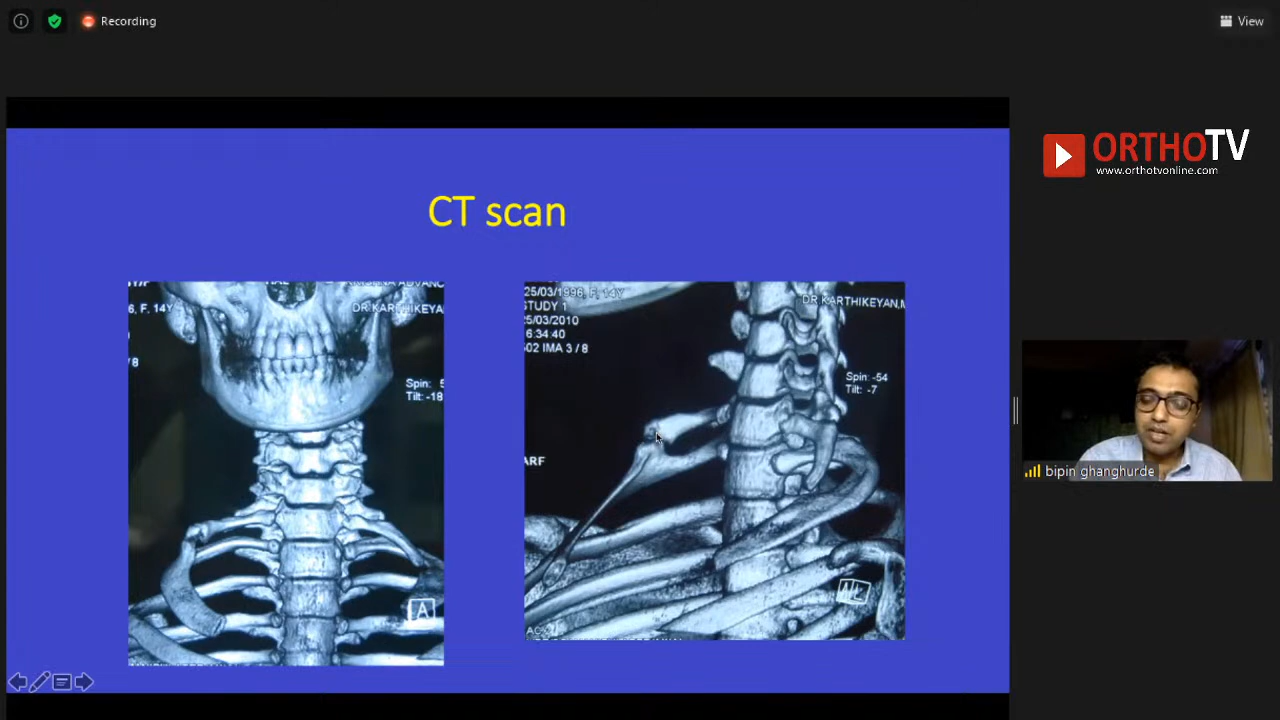 Recording
View
ORTHOTV
www.orthotvonline.com
CT scan
6, F, 14Y
DR KARTHIKEYA
/8
Spin: 5
Tilt: -18
A
25/03/1996, F, 14Y
STUDY 1
25/03/2010
6:34:40
602 IMA 3 / 8
DR KARTHIKEYAN,M
Spin: -54
Tilt: -7
ARF
bipin ghanghurde